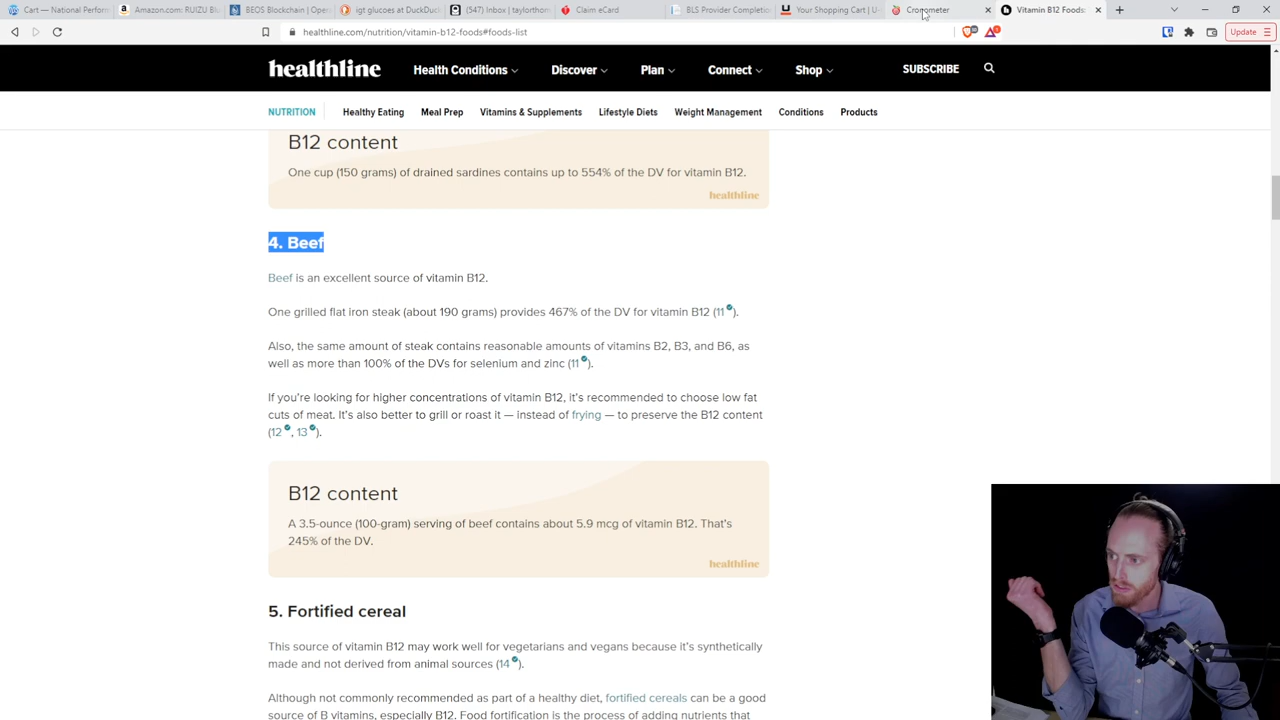 Cart — National Perform
Amazon.com: RUIZU Blu
BEOS Blockchain | Open
igt glucoes at DuckDuc
(547) Inbox | taylorthom
Claim eCard
BLS Provider Completio
Your Shopping Cart | U-
Cronometer
Vitamin B12 Foods:
healthline.com/nutrition/vitamin-b12-foods#foods-list
Update
healthline
Health Conditions
Discover
Plan
Connect
Shop
SUBSCRIBE
NUTRITION
Healthy Eating
Meal Prep
Vitamins & Supplements
Lifestyle Diets
Weight Management
Conditions
Products
B12 content
One cup (150 grams) of drained sardines contains up to 554% of the DV for vitamin B12.
healthline
4. Beef
Beef is an excellent source of vitamin B12.
One grilled flat iron steak (about 190 grams) provides 467% of the DV for vitamin B12 (11).
Also, the same amount of steak contains reasonable amounts of vitamins B2, B3, and B6, as
well as more than 100% of the DVs for selenium and zinc (11).
If you're looking for higher concentrations of vitamin B12, it's recommended to choose low fat
cuts of meat. It's also better to grill or roast it — instead of frying — to preserve the B12 content
(12, 13).
B12 content
A 3.5-ounce (100-gram) serving of beef contains about 5.9 mcg of vitamin B12. That's
245% of the DV.
healthline
5. Fortified cereal
This source of vitamin B12 may work well for vegetarians and vegans because it's synthetically
made and not derived from animal sources (14).
Although not commonly recommended as part of a healthy diet, fortified cereals can be a good
source of B vitamins, especially B12. Food fortification is the process of adding nutrients that